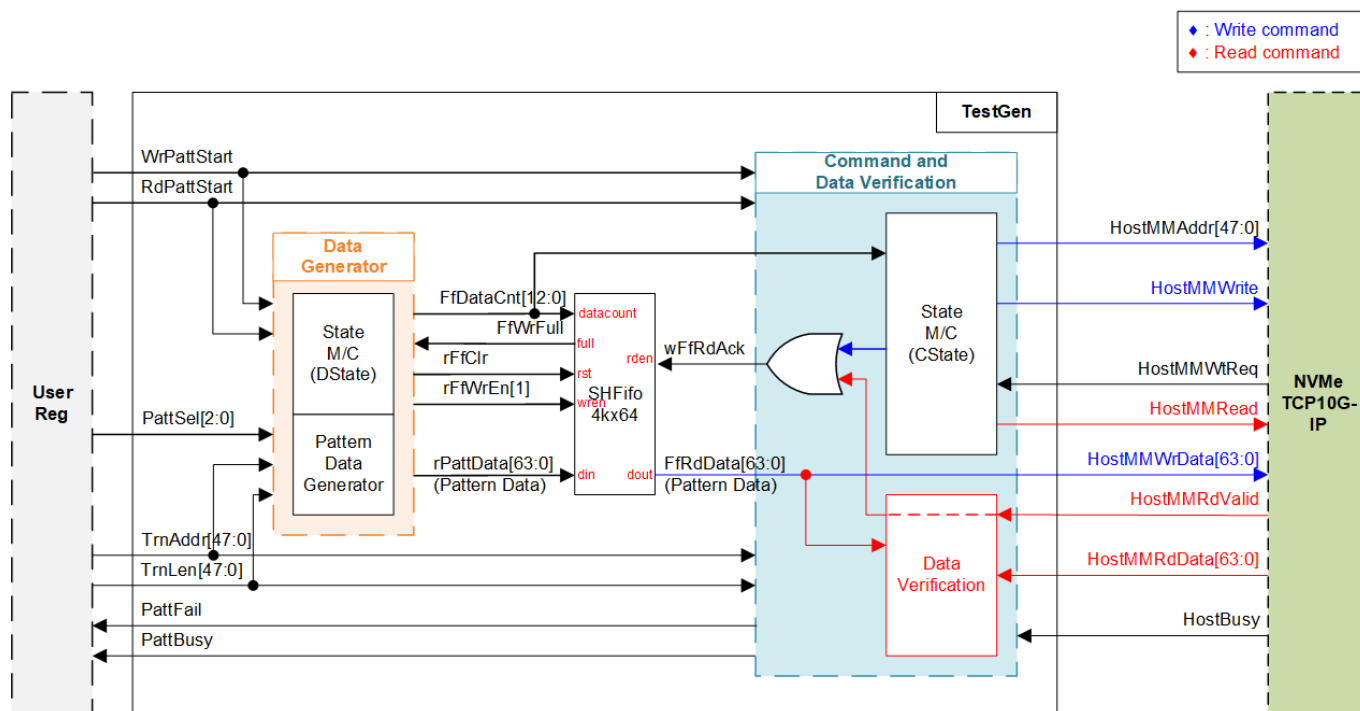 ♦ : Write command
♦ : Read command
TestGen
WrPattStart
RdPattStart
Command and
Data Verification
HostMMAddr[47:0]
Data
Generator
HostMMWrite
FfDataCnt[12:0]
State
M/C
(CState)
datacount
FfWrFull
full
State
M/C
(DState)
wFfRdAck
rden
rFfClr
rst
HostMMWtReq
SHFifo
4kx64
rFfWrEn[1]
wren
User
Reg
NVMe
TCP10G-
IP
HostMMRead
PattSel[2:0]
Pattern
Data
Generator
rPattData[63:0]
(Pattern Data)
din
dout
FfRdData[63:0]
(Pattern Data)
HostMMWrData[63:0]
HostMMRdValid
TrnAddr[47:0]
Data
Verification
HostMMRdData[63:0]
TrnLen[47:0]
PattFail
HostBusy
PattBusy